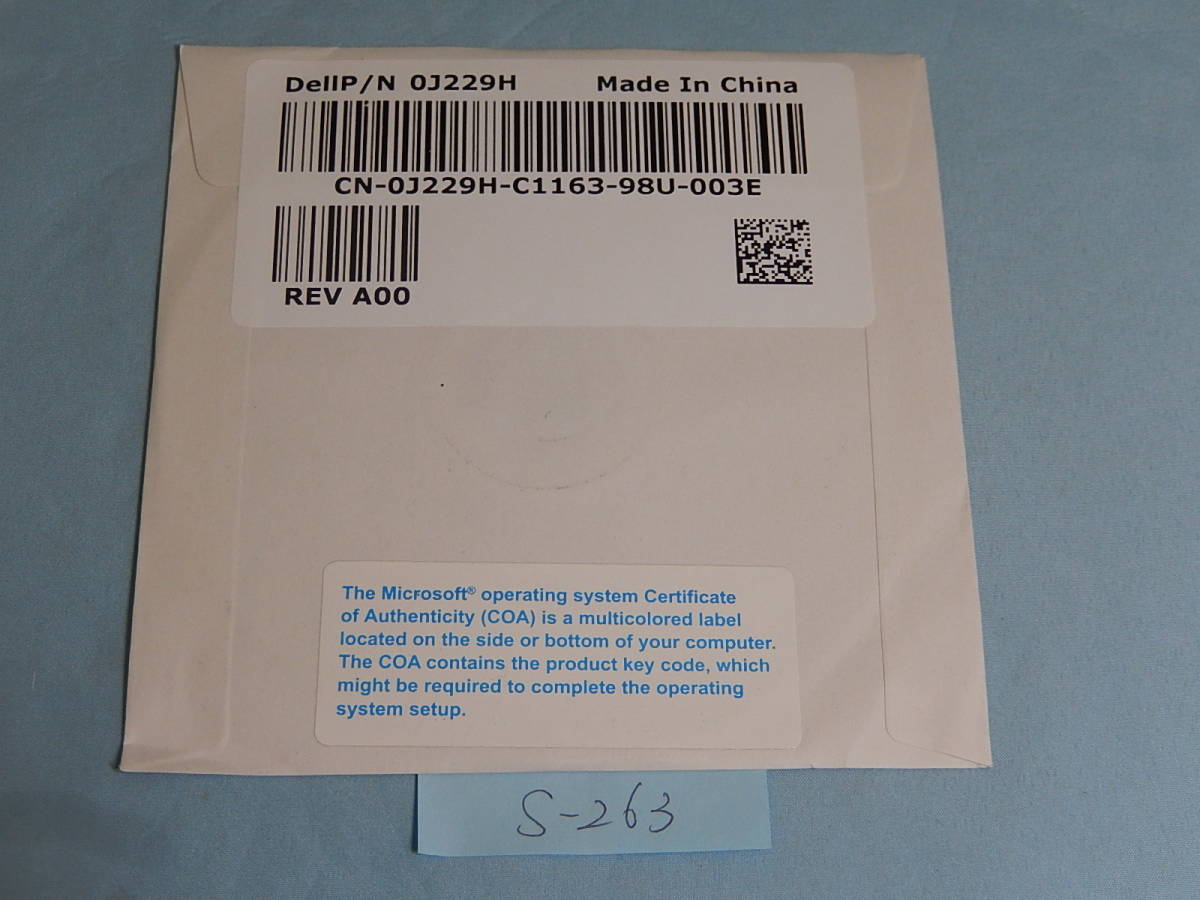 DellP/N 0J229H Made In China
CN-0J229H-C1163-98U-003E
REV A00
The Microsoft® operating system Certificate
of Authenticity (COA) is a multicolored label
located on the side or bottom of your computer.
The COA contains the product key code, which
might be required to complete the operating
system setup.
S-263